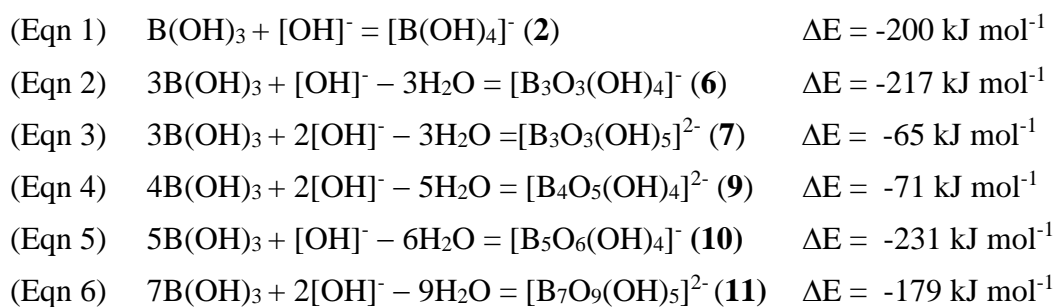 (Eqn 1) B(OH)₃ + [OH]⁻ = [B(OH)₄]⁻ (2) ΔE = -200 kJ mol⁻¹
(Eqn 2) 3B(OH)₃ + [OH]⁻ − 3H₂O = [B₃O₃(OH)₄]⁻ (6) ΔE = -217 kJ mol⁻¹
(Eqn 3) 3B(OH)₃ + 2[OH]⁻ − 3H₂O =[B₃O₃(OH)₅]²⁻ (7) ΔE = -65 kJ mol⁻¹
(Eqn 4) 4B(OH)₃ + 2[OH]⁻ − 5H₂O = [B₄O₅(OH)₄]²⁻ (9) ΔE = -71 kJ mol⁻¹
(Eqn 5) 5B(OH)₃ + [OH]⁻ − 6H₂O = [B₅O₆(OH)₄]⁻ (10) ΔE = -231 kJ mol⁻¹
(Eqn 6) 7B(OH)₃ + 2[OH]⁻ − 9H₂O = [B₇O₉(OH)₅]²⁻ (11) ΔE = -179 kJ mol⁻¹